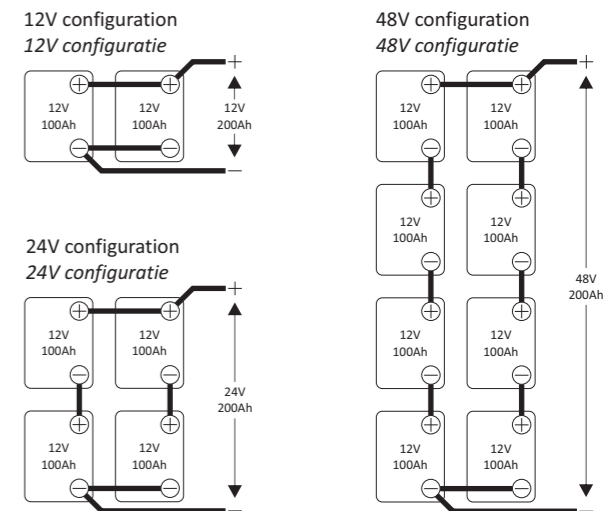 12V configuration
12V configuratie
+
+ +
12V 12V 12V
100Ah 100Ah 200Ah
− −
−
24V configuration
24V configuratie
+
+ +
12V 12V
100Ah 100Ah
− −
24V
200Ah
+ +
12V 12V
100Ah 100Ah
− −
−
48V configuration
48V configuratie
+
+ +
12V 12V
100Ah 100Ah
− −
+ +
12V 12V
100Ah 100Ah
− −
48V
200Ah
+ +
12V 12V
100Ah 100Ah
− −
+ +
12V 12V
100Ah 100Ah
− −
−